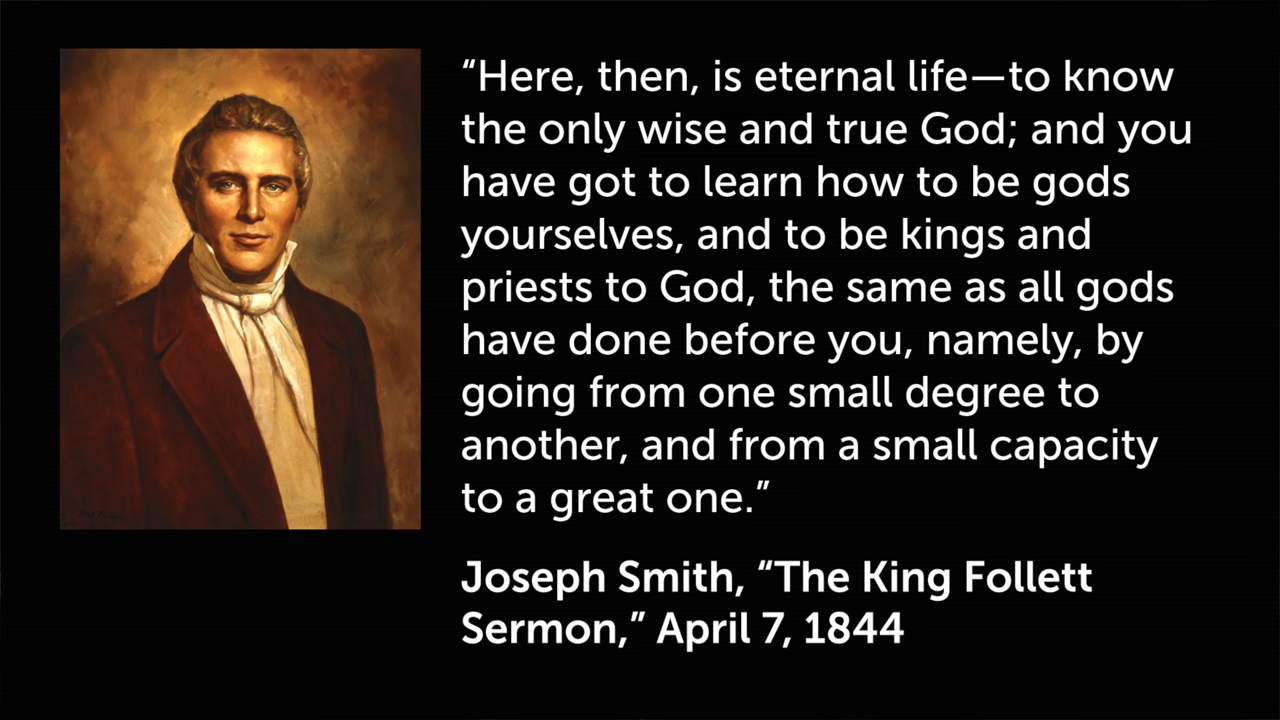 “Here, then, is eternal life—to know
the only wise and true God; and you
have got to learn how to be gods
yourselves, and to be kings and
priests to God, the same as all gods
have done before you, namely, by
going from one small degree to
another, and from a small capacity
to a great one.”
Joseph Smith, “The King Follett
Sermon,” April 7, 1844